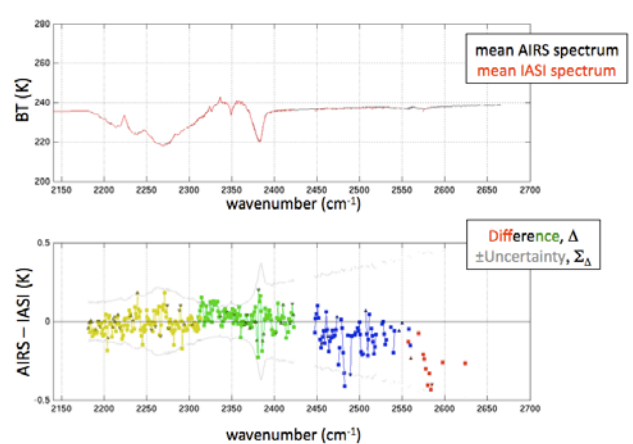 280
260
240
220
200
BT (K)
2150 2200 2250 2300 2350 2400 2450 2500 2550 2600 2650 2700
wavenumber (cm⁻¹)
mean AIRS spectrum
mean IASI spectrum
Difference, Δ
±Uncertainty, Σ_Δ
0.5
0
-0.5
AIRS – IASI (K)
2150 2200 2250 2300 2350 2400 2450 2500 2550 2600 2650 2700
wavenumber (cm⁻¹)